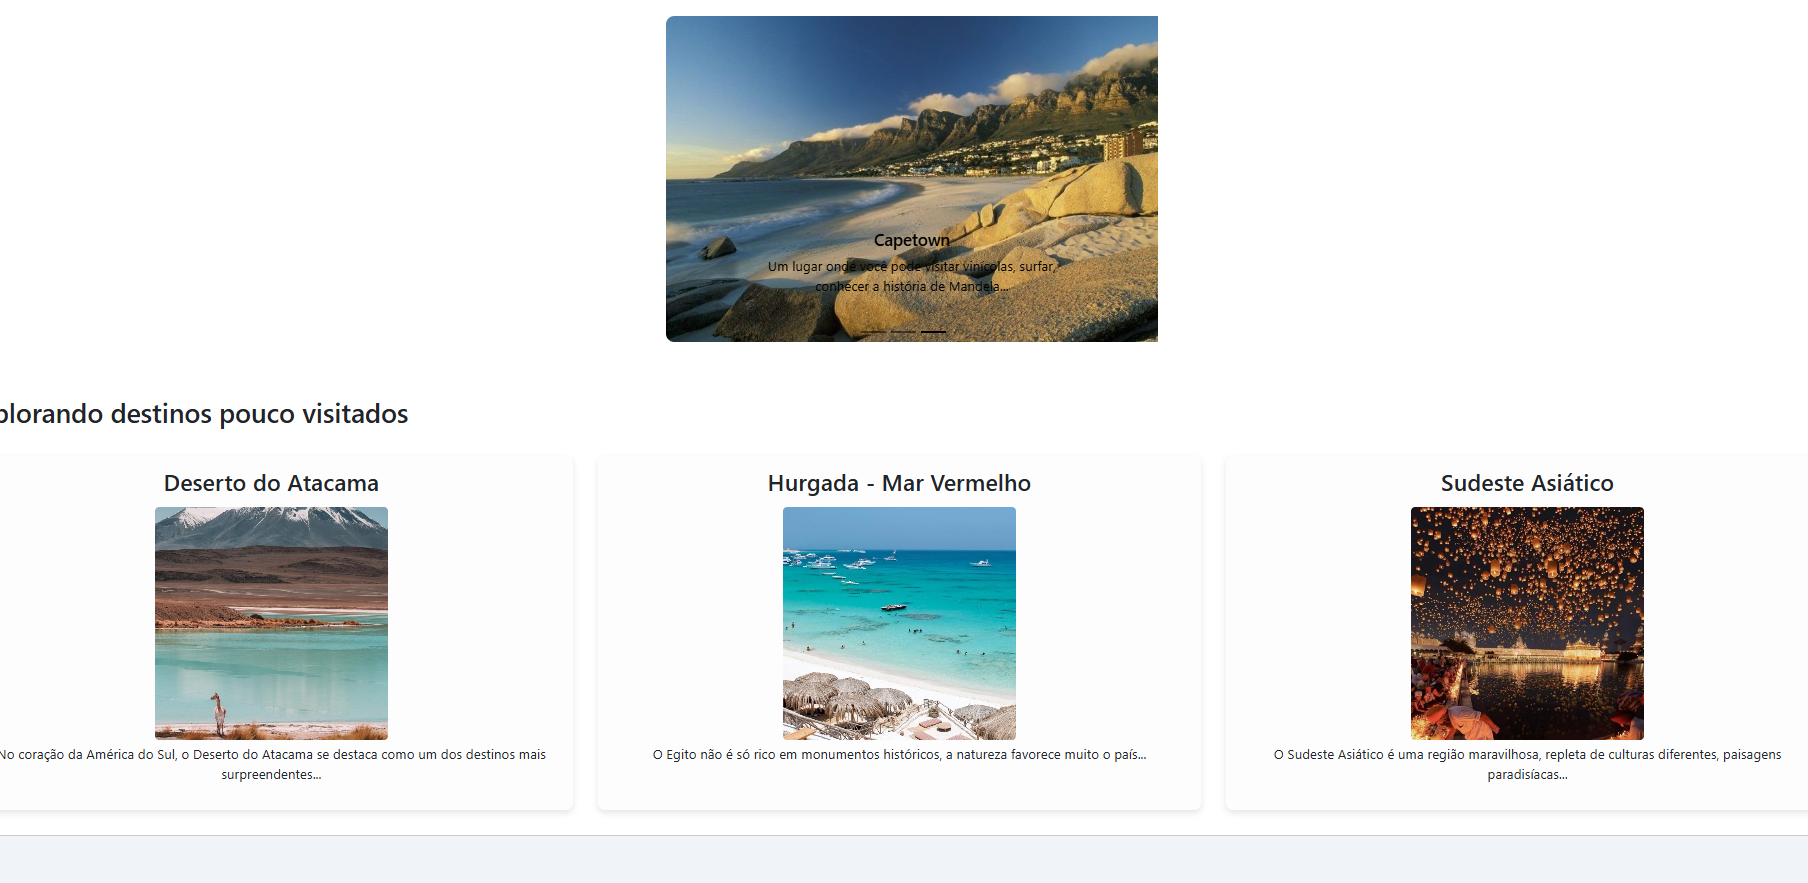 Capetown
Um lugar onde você pode visitar vinícolas, surfar,
conhecer a história de Mandela...
plorando destinos pouco visitados
Deserto do Atacama
Hurgada - Mar Vermelho
Sudeste Asiático
No coração da América do Sul, o Deserto do Atacama se destaca como um dos destinos mais
surpreendentes...
O Egito não é só rico em monumentos históricos, a natureza favorece muito o país...
O Sudeste Asiático é uma região maravilhosa, repleta de culturas diferentes, paisagens
paradisíacas...